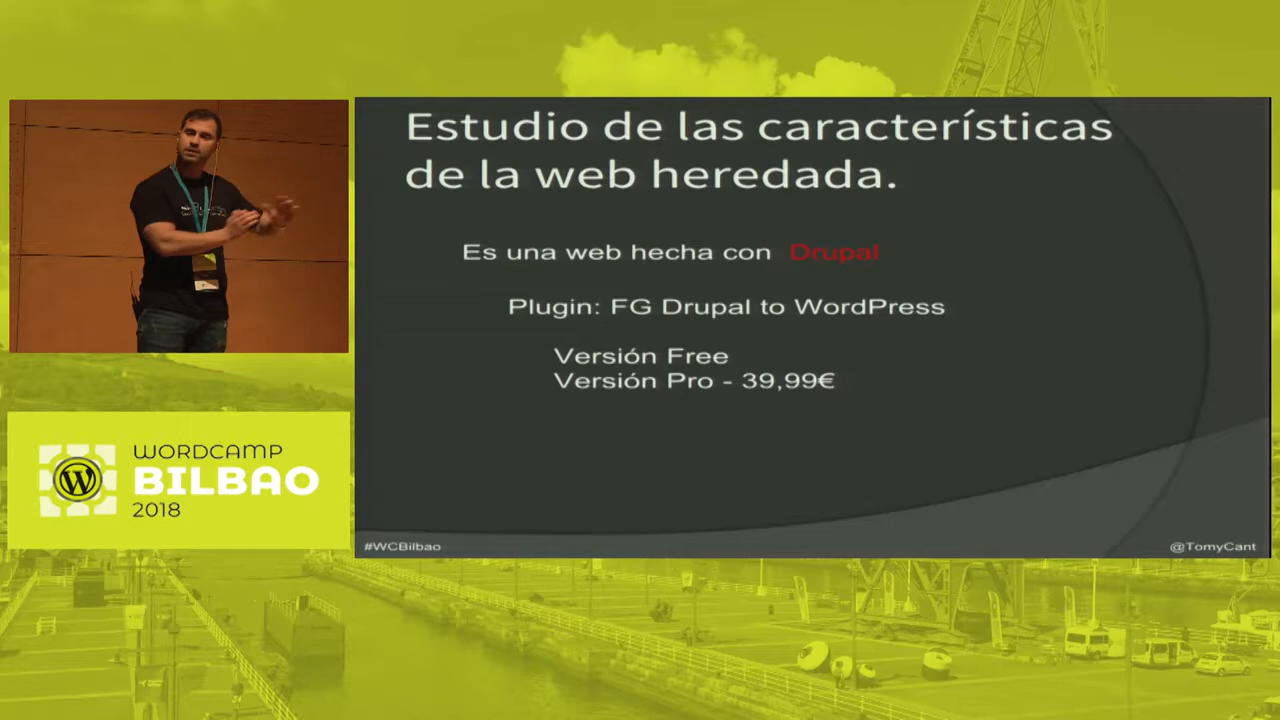 Estudio de las características
de la web heredada.
Es una web hecha con Drupal
Plugin: FG Drupal to WordPress
Versión Free
Versión Pro - 39,99€
#WCBilbao
@TomyCant
WORDCAMP
BILBAO
2018